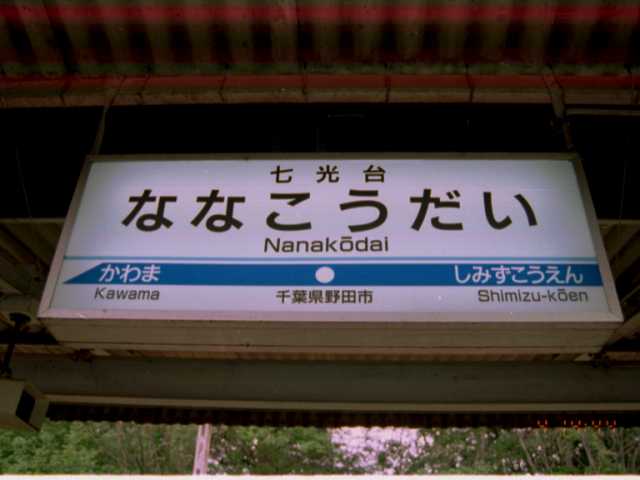 七光台
ななこうだい
Nanakōdai
かわま しみずこうえん
Kawama 千葉県野田市 Shimizu-kōen